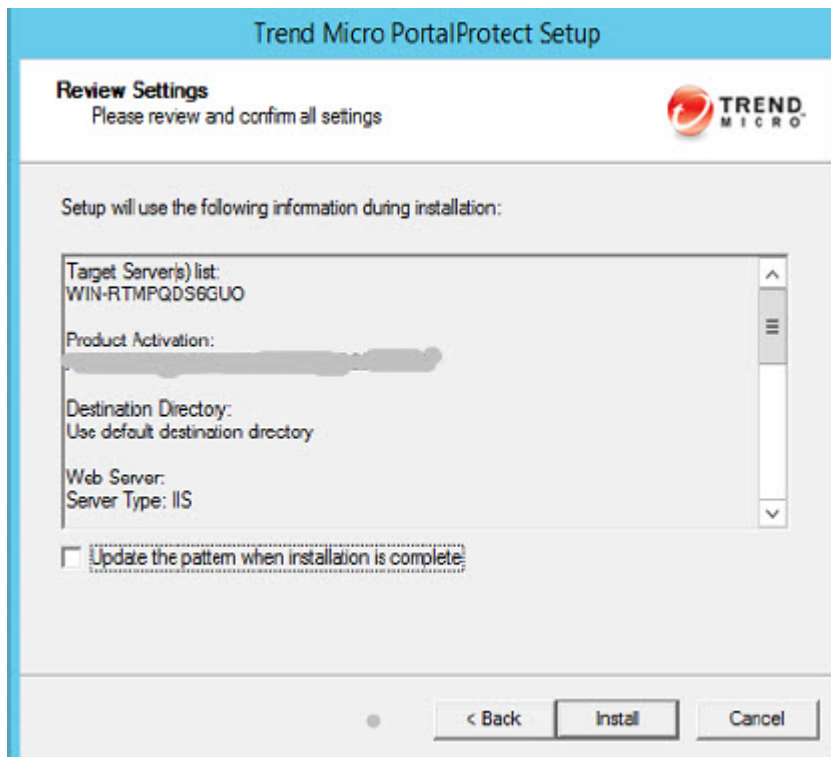 Trend Micro PortalProtect Setup
Review Settings
Please review and confirm all settings
TREND
MICRO
Setup will use the following information during installation:
Target Server(s) list:
WIN-RTMPQDS6GUO
Product Activation:
Destination Directory:
Use default destination directory
Web Server:
Server Type: IIS
Update the pattern when installation is complete
< Back
Install
Cancel